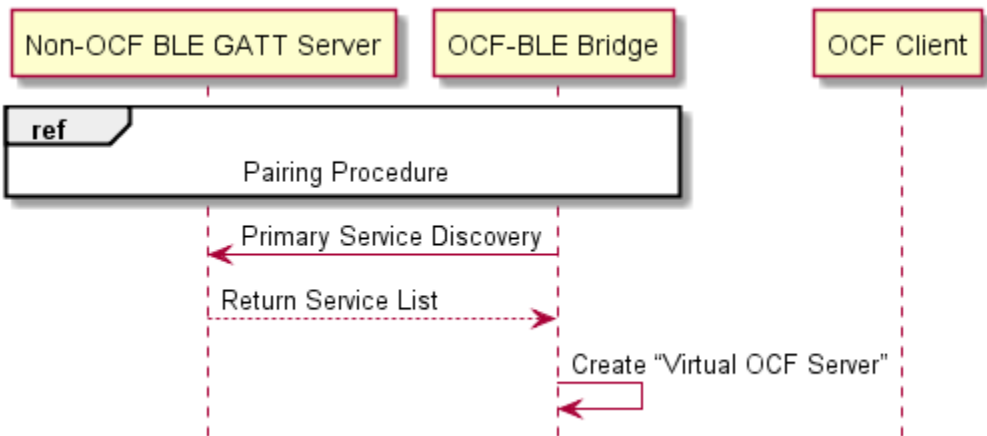 Non-OCF BLE GATT Server
OCF-BLE Bridge
OCF Client
ref
Pairing Procedure
Primary Service Discovery
Return Service List
Create “Virtual OCF Server”